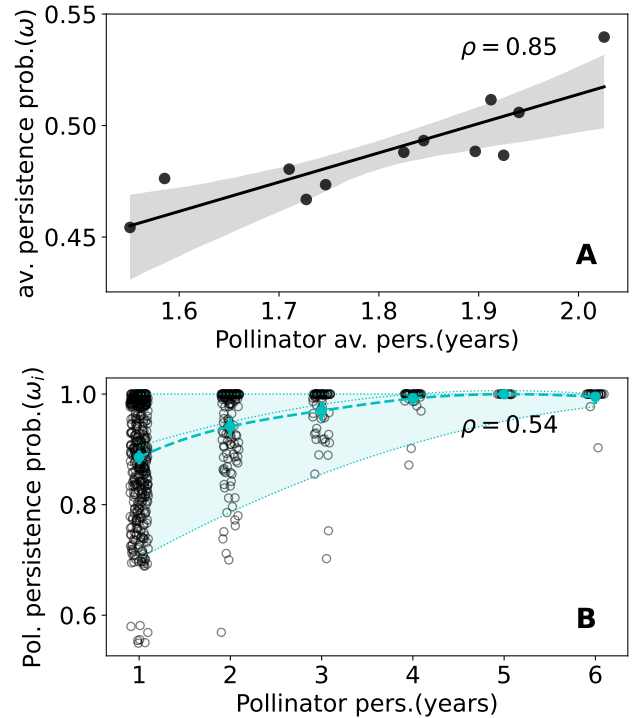 0.55
0.50
0.45
av. persistence prob.(ω)
ρ = 0.85
A
1.6 1.7 1.8 1.9 2.0
Pollinator av. pers.(years)
1.0
0.8
0.6
Pol. persistence prob.(ωᵢ)
ρ = 0.54
B
1 2 3 4 5 6
Pollinator pers.(years)